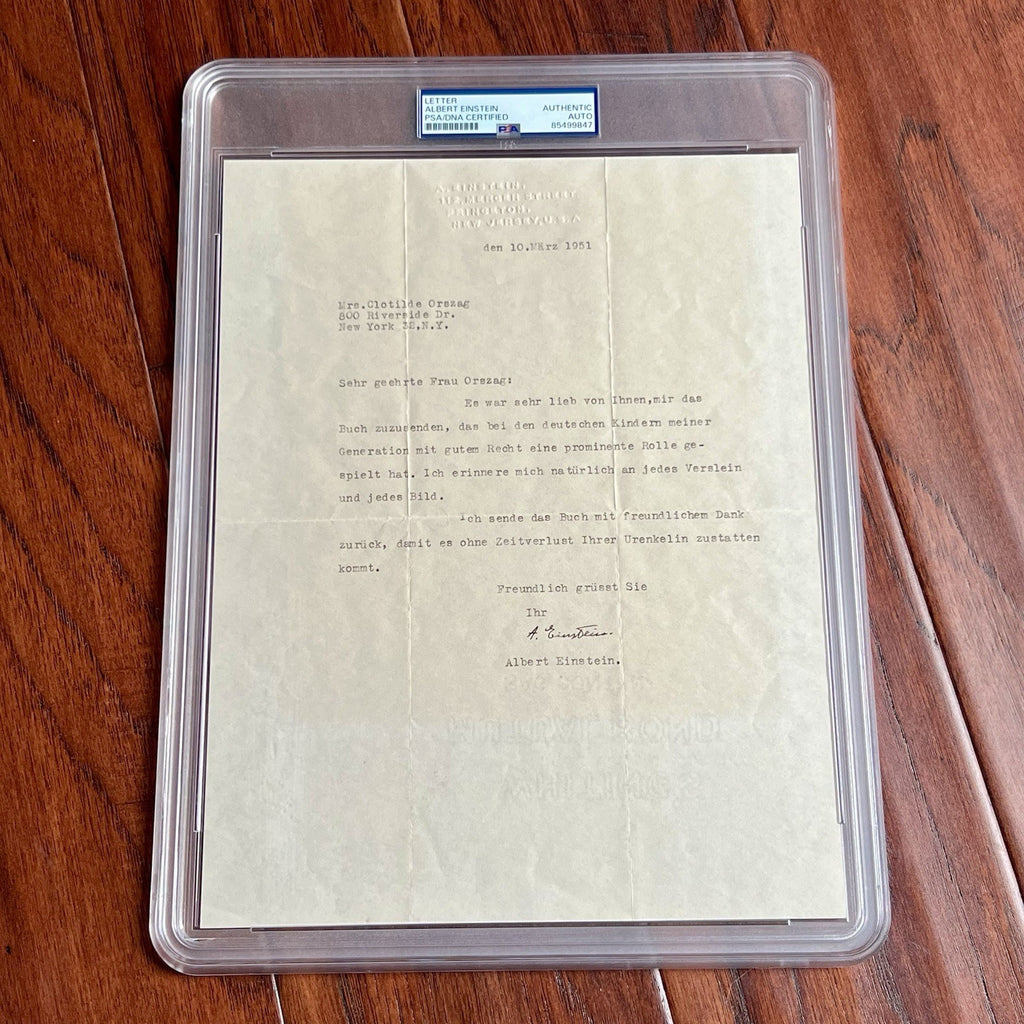 LETTER
ALBERT EINSTEIN
PSA/DNA CERTIFIED
AUTHENTIC
AUTO
85499847
PSA
A. EINSTEIN,
112, MERCER STREET,
PRINCETON,
NEW JERSEY, U.S.A
den 10.März 1951
Mrs.Clotilde Orszag
800 Riverside Dr.
New York 32,N.Y.
Sehr geehrte Frau Orszag:
Es war sehr lieb von Ihnen,mir das
Buch zuzusenden, das bei den deutschen Kindern meiner
Generation mit gutem Recht eine prominente Rolle ge-
spielt hat. Ich erinnere mich natürlich an jedes Verslein
und jedes Bild.
Ich sende das Buch mit freundlichem Dank
zurück, damit es ohne Zeitverlust Ihrer Urenkelin zustatten
kommt.
Freundlich grüsst Sie
Ihr
A. Einstein.
Albert Einstein.